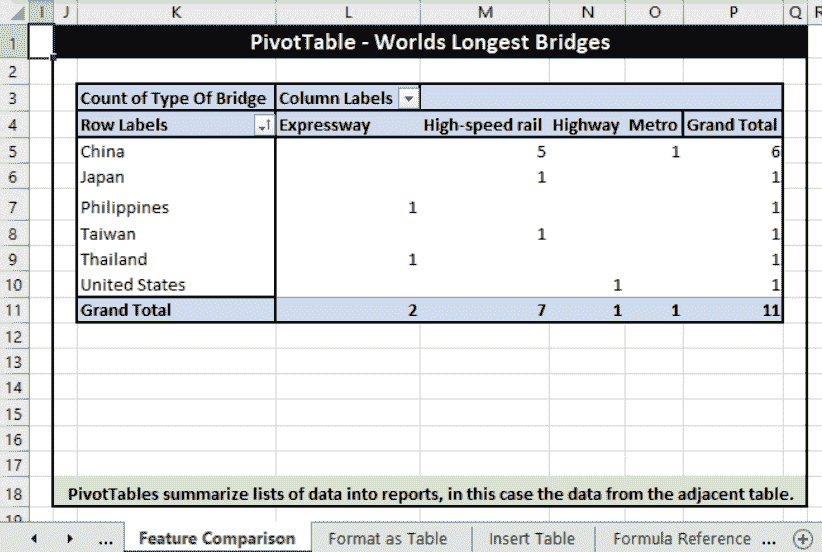 I J K L M N O P Q R
1 PivotTable - Worlds Longest Bridges
2
3 Count of Type Of Bridge Column Labels
4 Row Labels Expressway High-speed rail Highway Metro Grand Total
5 China 5 1 6
6 Japan 1 1
7 Philippines 1 1
8 Taiwan 1 1
9 Thailand 1 1
10 United States 1 1
11 Grand Total 2 7 1 1 11
12
13
14
15
16
17
18 PivotTables summarize lists of data into reports, in this case the data from the adjacent table.
19
... Feature Comparison Format as Table Insert Table Formula Reference ...